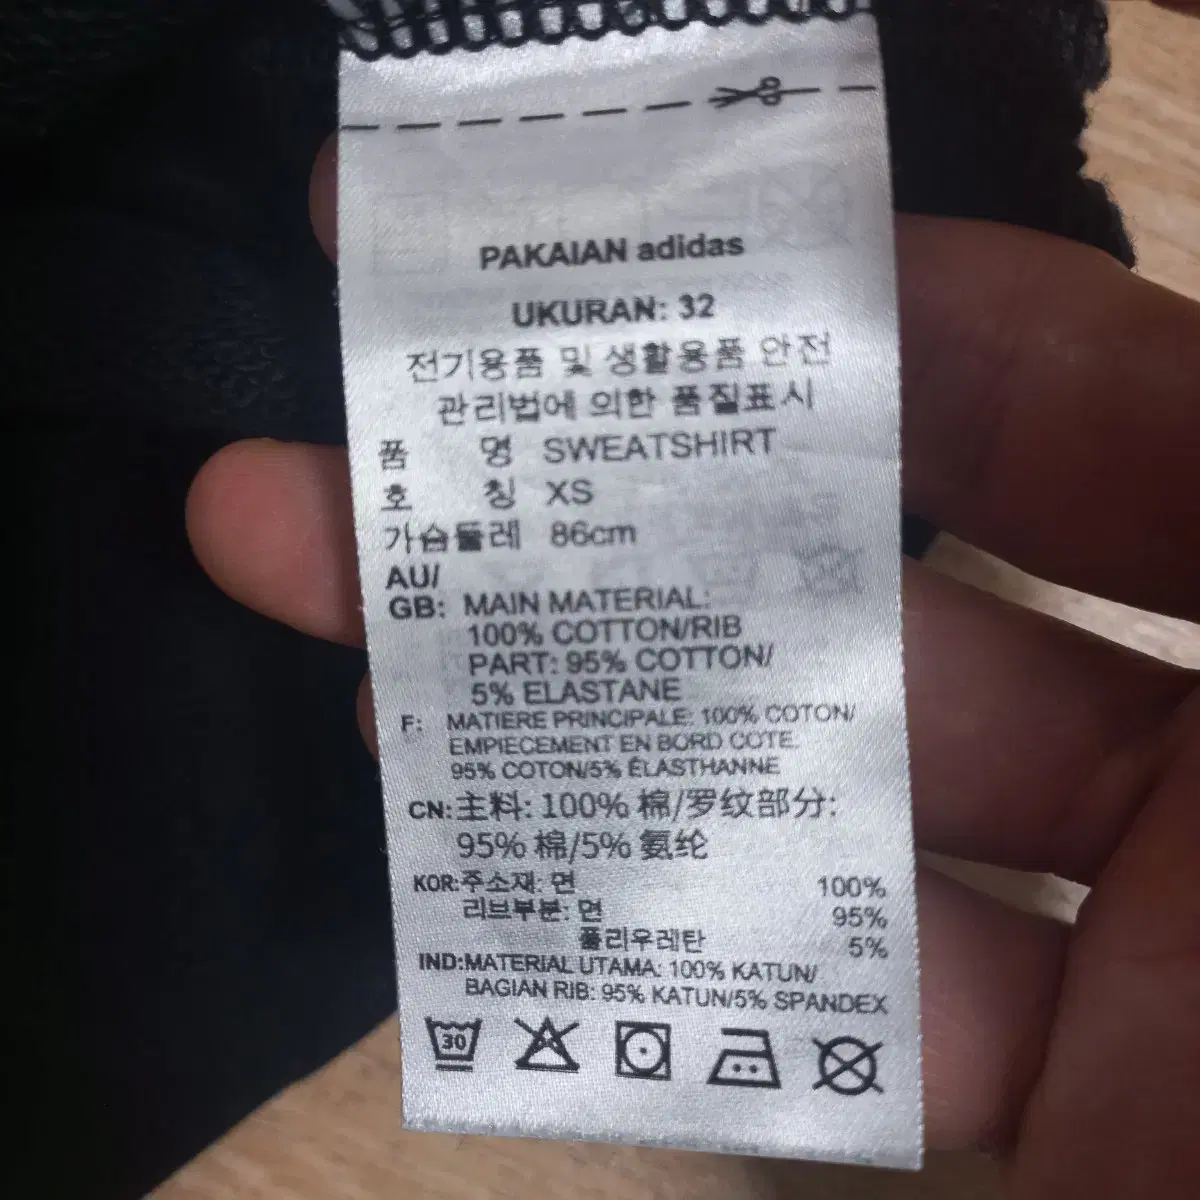 PAKAIAN adidas
UKURAN: 32
전기용품 및 생활용품 안전
관리법에 의한 품질표시
품 명 SWEATSHIRT
호 칭 XS
가슴둘레 86cm
AU/
GB: MAIN MATERIAL:
100% COTTON/RIB
PART: 95% COTTON/
5% ELASTANE
F: MATIERE PRINCIPALE: 100% COTON/
EMPIECEMENT EN BORD COTE:
95% COTON/5% ÉLASTHANNE
CN: 主料: 100% 棉/罗纹部分:
95% 棉/5% 氨纶
KOR: 주소재: 면 100%
리브부분: 면 95%
폴리우레탄 5%
IND: MATERIAL UTAMA: 100% KATUN/
BAGIAN RIB: 95% KATUN/5% SPANDEX
30